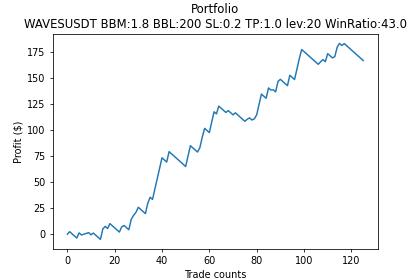 Portfolio
WAVESUSDT BBM:1.8 BBL:200 SL:0.2 TP:1.0 lev:20 WinRatio:43.0
Profit ($)
175
150
125
100
75
50
25
0
0 20 40 60 80 100 120
Trade counts